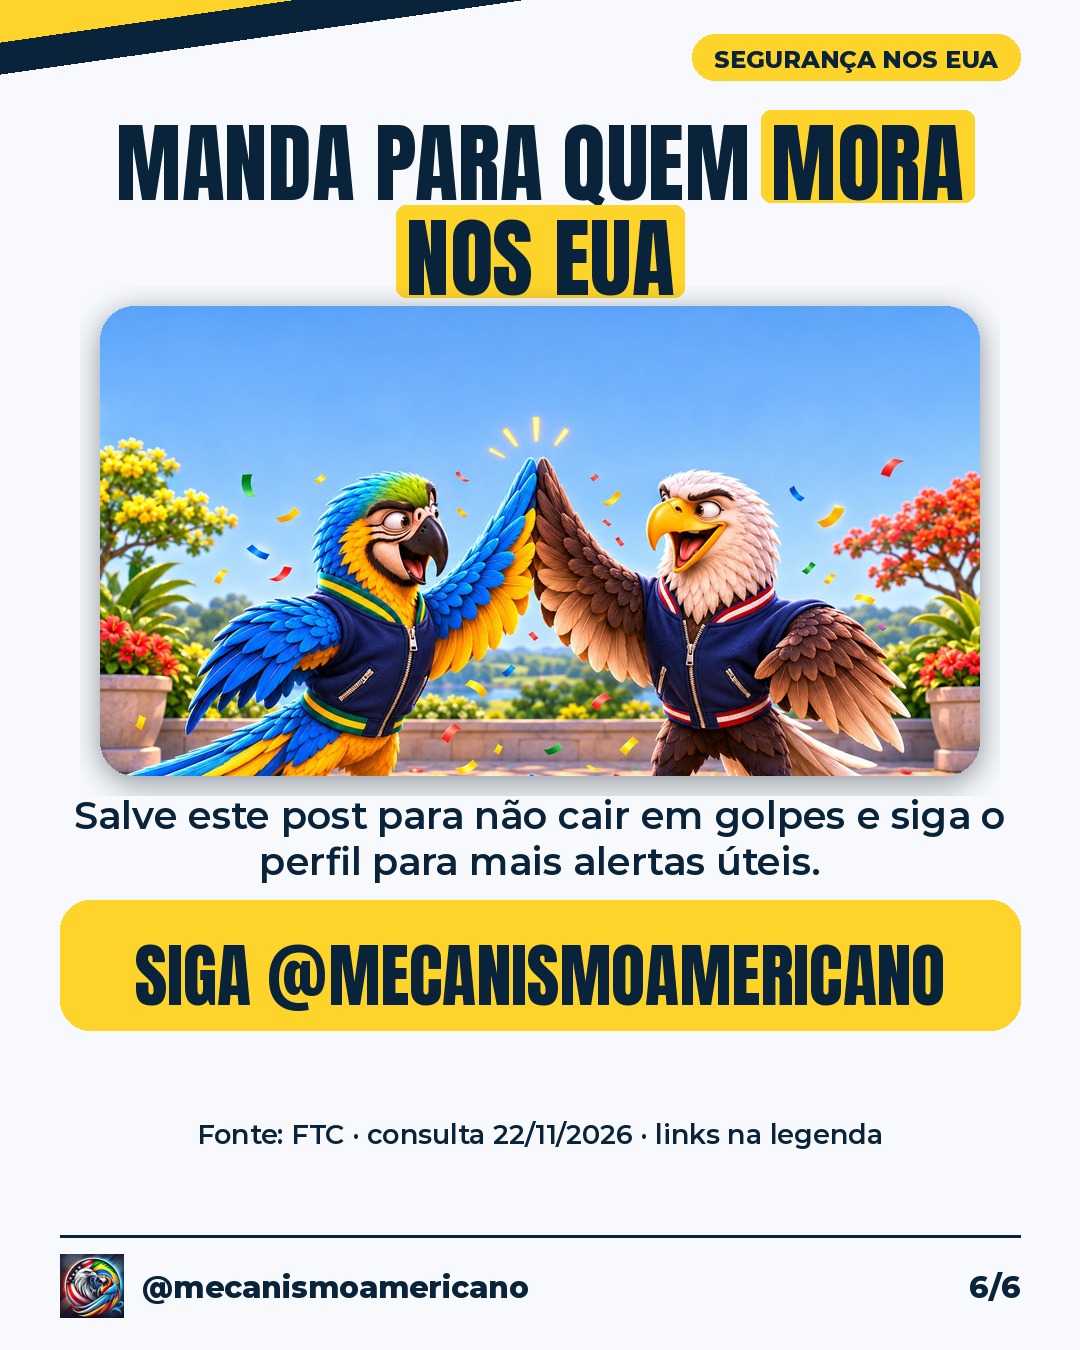 SEGURANÇA NOS EUA
MANDA PARA QUEM MORA
NOS EUA
Salve este post para não cair em golpes e siga o
perfil para mais alertas úteis.
SIGA @MECANISMOAMERICANO
Fonte: FTC · consulta 22/11/2026 · links na legenda
@mecanismoamericano
6/6